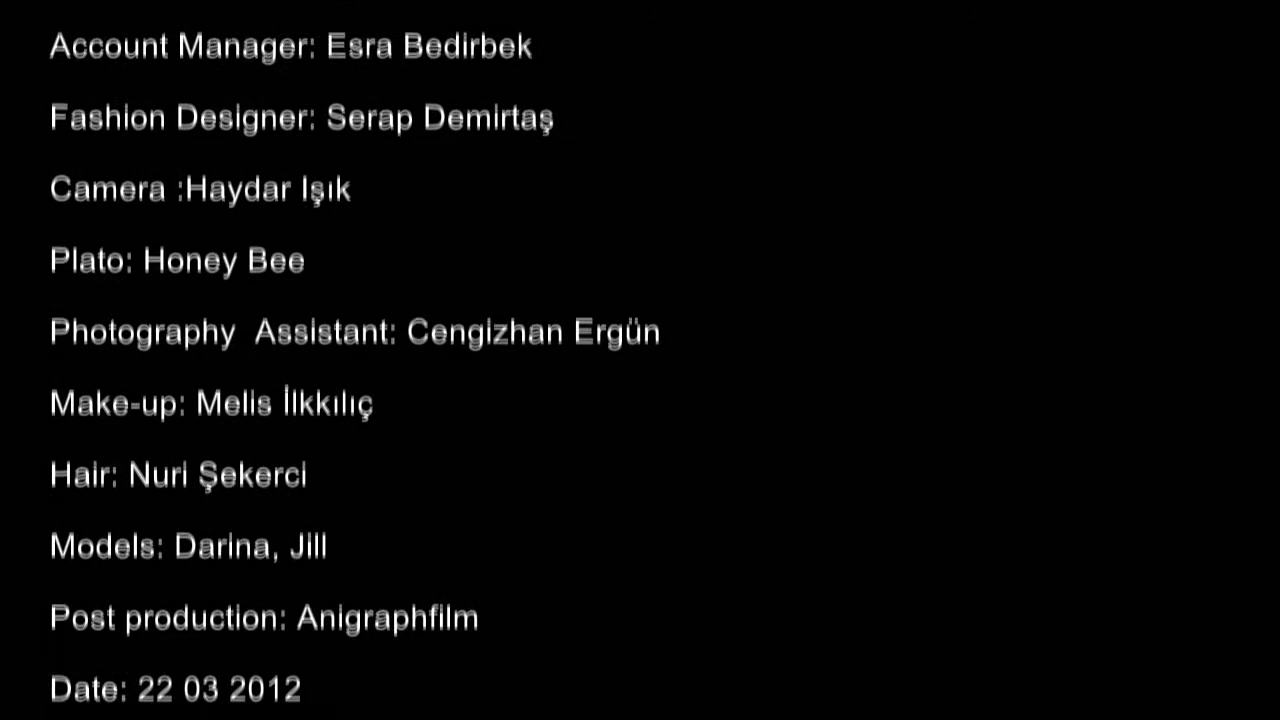 Account Manager: Esra Bedirbek
Fashion Designer: Serap Demirtaş
Camera :Haydar Işık
Plato: Honey Bee
Photography  Assistant: Cengizhan Ergün
Make-up: Melis İlkkılıç
Hair: Nuri Şekerci
Models: Darina, Jill
Post production: Anigraphfilm
Date: 22 03 2012